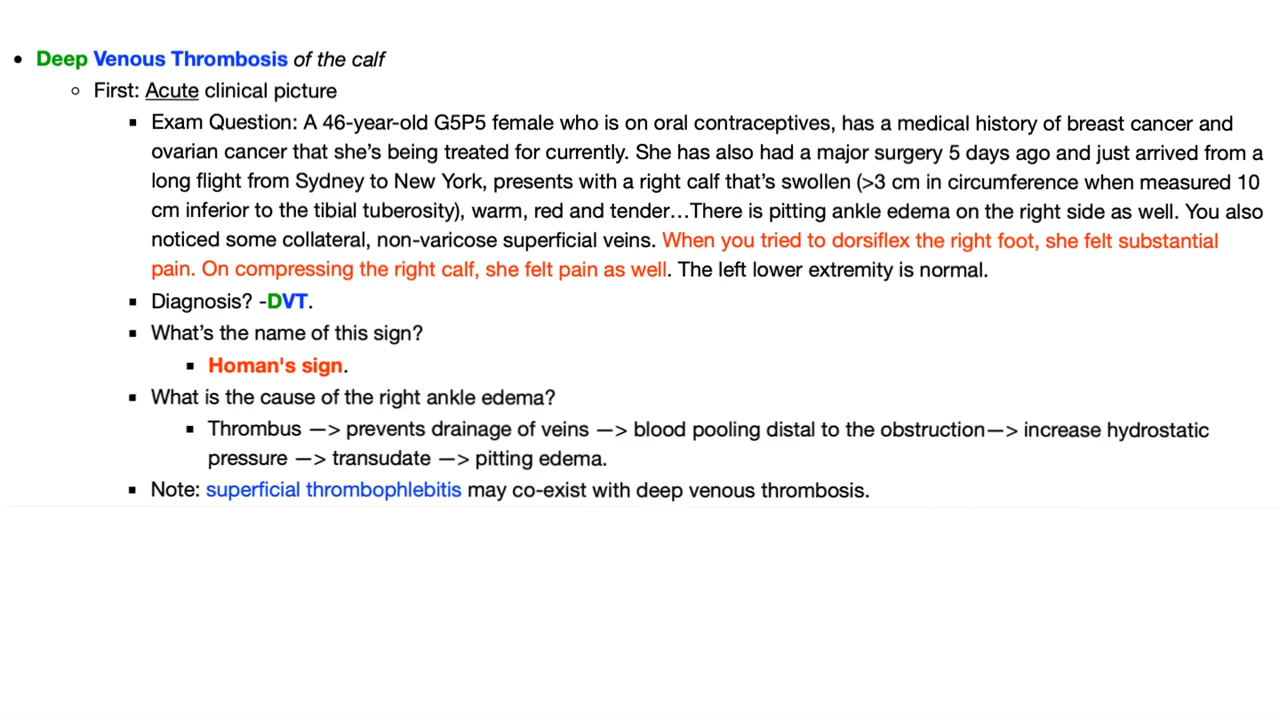 • Deep Venous Thrombosis of the calf
○ First: Acute clinical picture
▪ Exam Question: A 46-year-old G5P5 female who is on oral contraceptives, has a medical history of breast cancer and
ovarian cancer that she's being treated for currently. She has also had a major surgery 5 days ago and just arrived from a
long flight from Sydney to New York, presents with a right calf that's swollen (>3 cm in circumference when measured 10
cm inferior to the tibial tuberosity), warm, red and tender…There is pitting ankle edema on the right side as well. You also
noticed some collateral, non-varicose superficial veins. When you tried to dorsiflex the right foot, she felt substantial
pain. On compressing the right calf, she felt pain as well. The left lower extremity is normal.
▪ Diagnosis? -DVT.
▪ What's the name of this sign?
▪ Homan's sign.
▪ What is the cause of the right ankle edema?
▪ Thrombus —> prevents drainage of veins —> blood pooling distal to the obstruction—> increase hydrostatic
pressure —> transudate —> pitting edema.
▪ Note: superficial thrombophlebitis may co-exist with deep venous thrombosis.